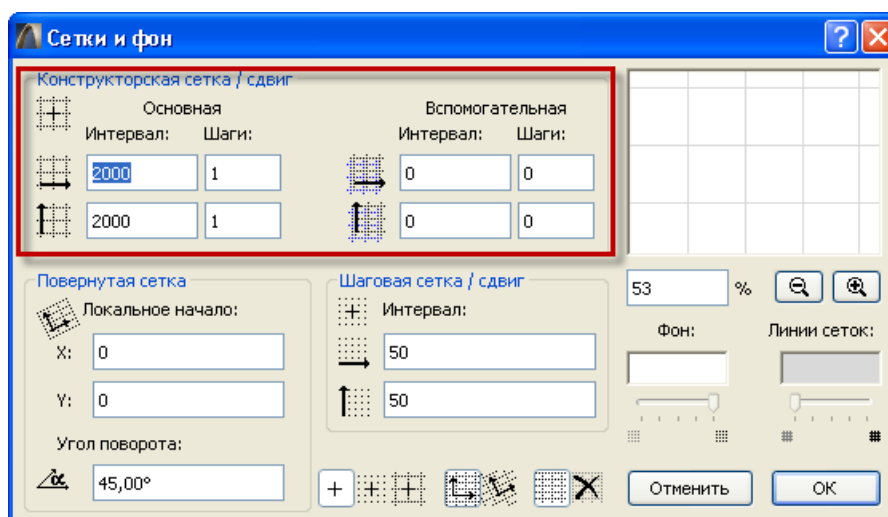 Сетки и фон
Конструкторская сетка / сдвиг
Основная
Вспомогательная
Интервал: Шаги: Интервал: Шаги:
2000 1 0 0
2000 1 0 0
Повернутая сетка
Локальное начало:
X: 0
Y: 0
Угол поворота:
α 45,00°
Шаговая сетка / сдвиг
Интервал:
50
50
53 %
Фон: Линии сеток:
Отменить OK